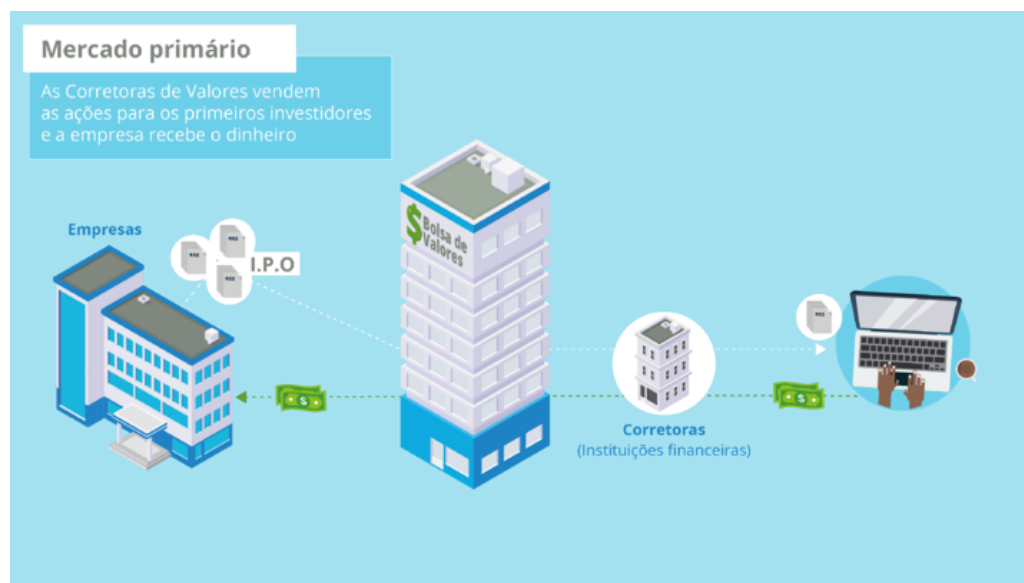 Mercado primário
As Corretoras de Valores vendem
as ações para os primeiros investidores
e a empresa recebe o dinheiro
Empresas
I.P.O
$ Bolsa de
Valores
Corretoras
(Instituições financeiras)